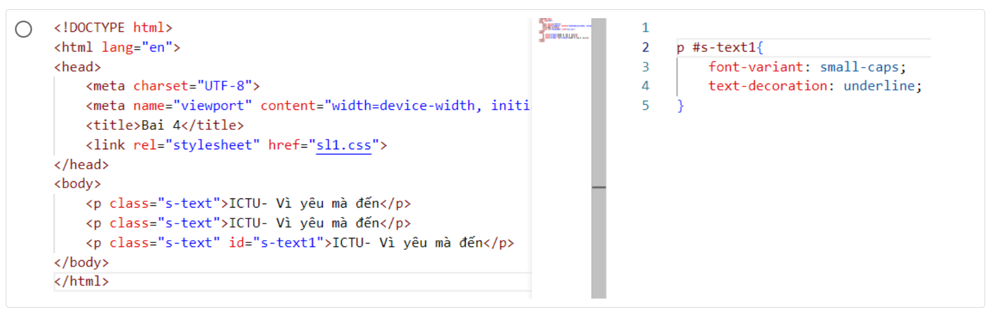 <!DOCTYPE html>
<html lang="en">
<head>
    <meta charset="UTF-8">
    <meta name="viewport" content="width=device-width, initi
    <title>Bai 4</title>
    <link rel="stylesheet" href="sl1.css">
</head>
<body>
    <p class="s-text">ICTU- Vì yêu mà đến</p>
    <p class="s-text">ICTU- Vì yêu mà đến</p>
    <p class="s-text" id="s-text1">ICTU- Vì yêu mà đến</p>
</body>
</html>
1
2 p #s-text1{
3     font-variant: small-caps;
4     text-decoration: underline;
5 }